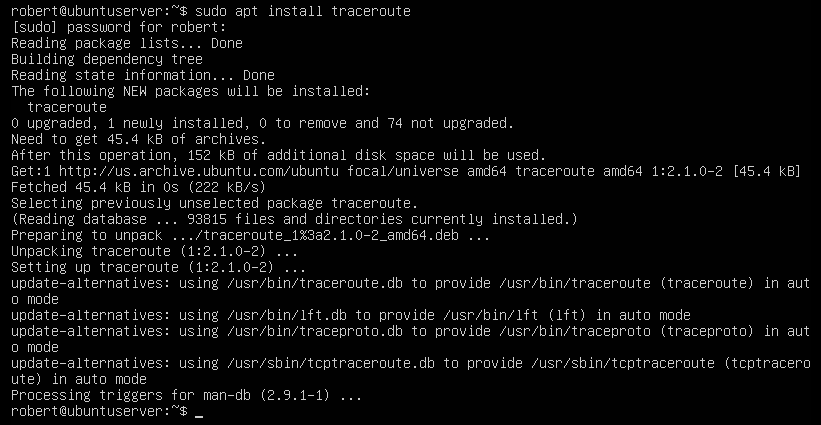 robert@ubuntuserver:~$ sudo apt install traceroute
[sudo] password for robert:
Reading package lists... Done
Building dependency tree
Reading state information... Done
The following NEW packages will be installed:
  traceroute
0 upgraded, 1 newly installed, 0 to remove and 74 not upgraded.
Need to get 45.4 kB of archives.
After this operation, 152 kB of additional disk space will be used.
Get:1 http://us.archive.ubuntu.com/ubuntu focal/universe amd64 traceroute amd64 1:2.1.0-2 [45.4 kB]
Fetched 45.4 kB in 0s (222 kB/s)
Selecting previously unselected package traceroute.
(Reading database ... 93815 files and directories currently installed.)
Preparing to unpack .../traceroute_1%3a2.1.0-2_amd64.deb ...
Unpacking traceroute (1:2.1.0-2) ...
Setting up traceroute (1:2.1.0-2) ...
update-alternatives: using /usr/bin/traceroute.db to provide /usr/bin/traceroute (traceroute) in aut
o mode
update-alternatives: using /usr/bin/lft.db to provide /usr/bin/lft (lft) in auto mode
update-alternatives: using /usr/bin/traceproto.db to provide /usr/bin/traceproto (traceproto) in aut
o mode
update-alternatives: using /usr/sbin/tcptraceroute.db to provide /usr/sbin/tcptraceroute (tcptracero
ute) in auto mode
Processing triggers for man-db (2.9.1-1) ...
robert@ubuntuserver:~$ _